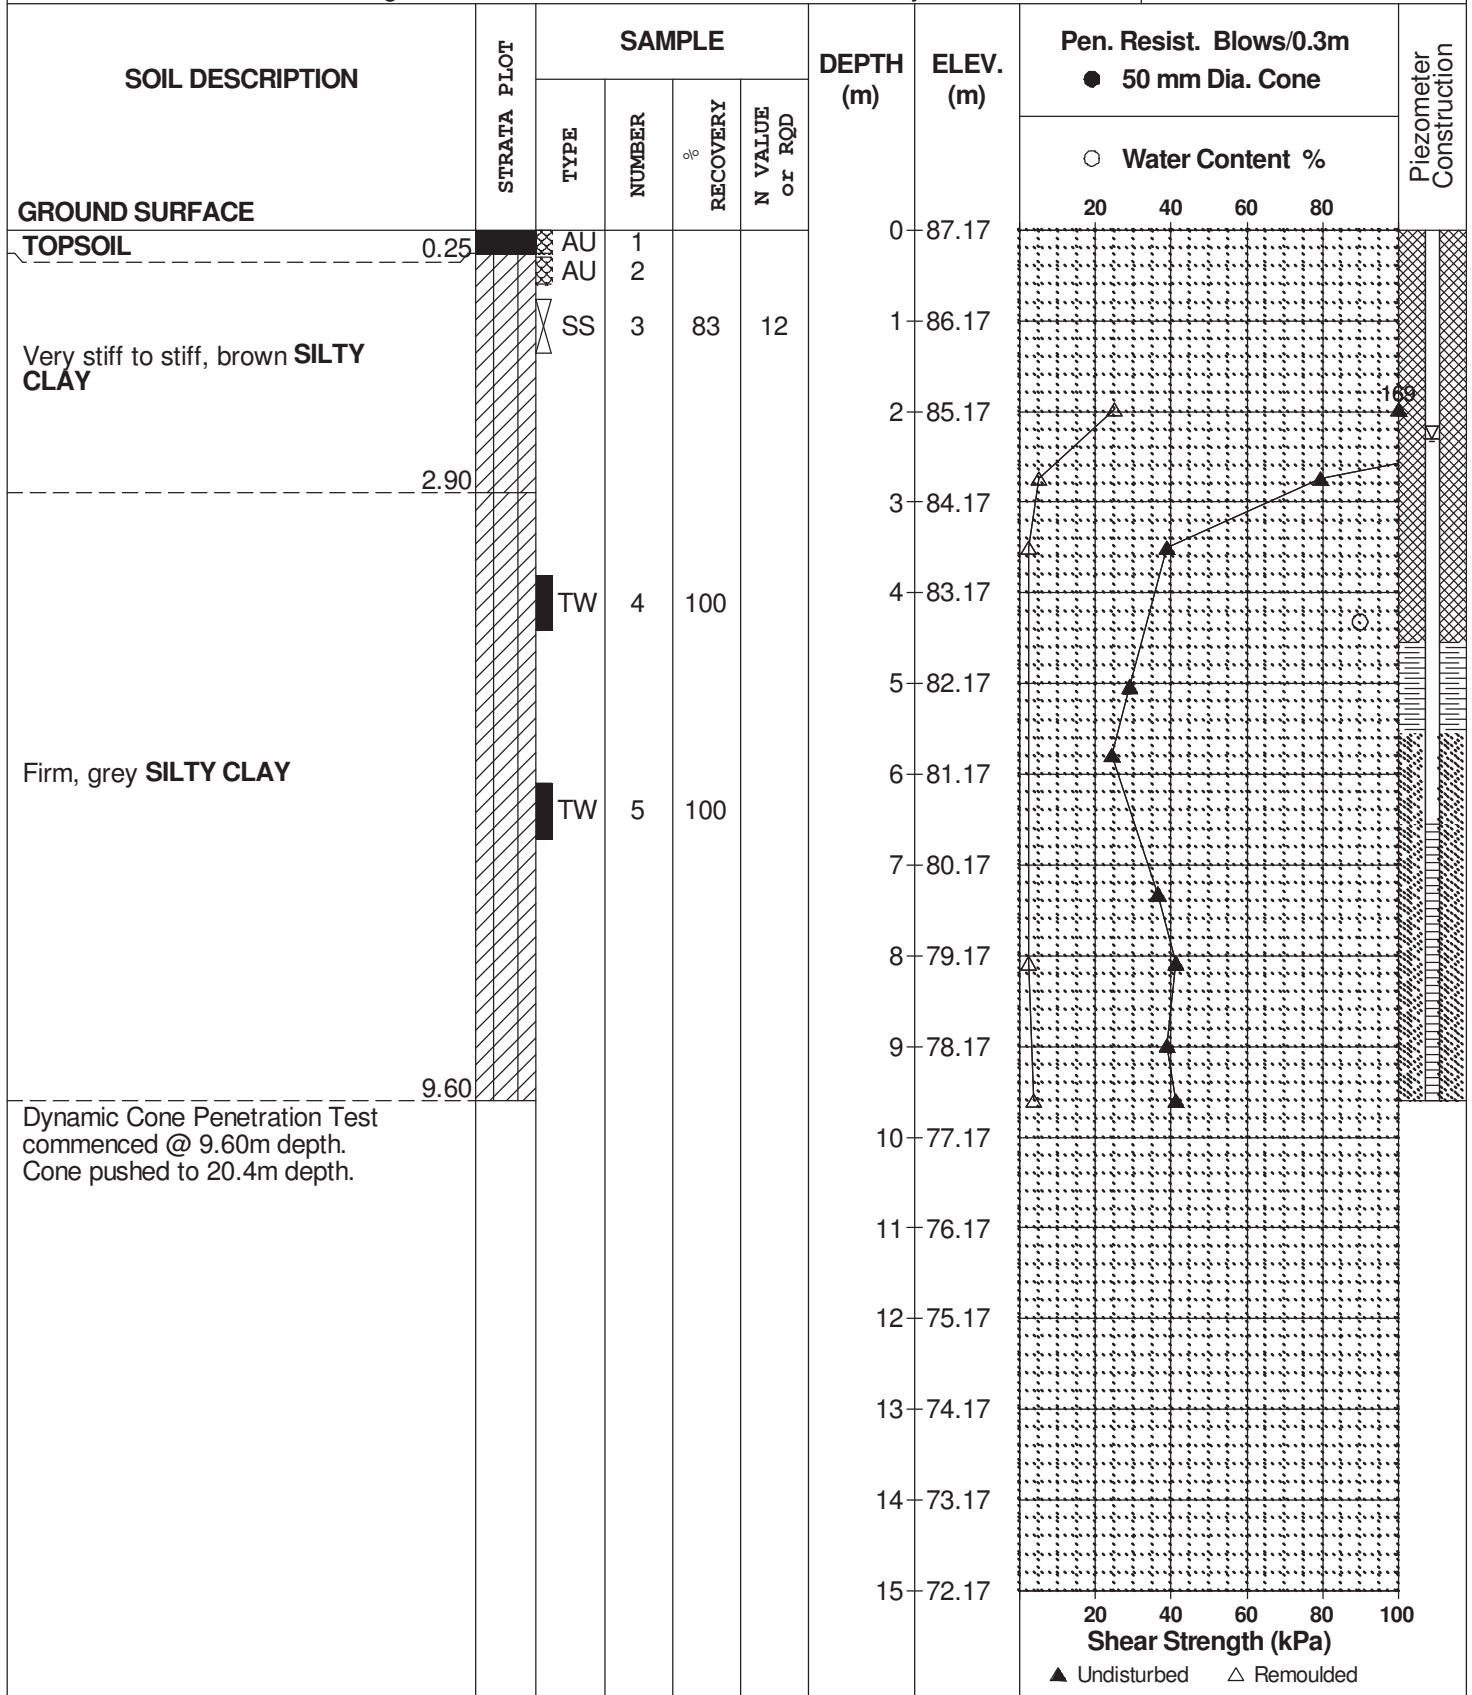 SOIL DESCRIPTION
STRATA PLOT
SAMPLE
TYPE
NUMBER
% RECOVERY
N VALUE or RQD
DEPTH (m)
ELEV. (m)
Pen. Resist. Blows/0.3m
● 50 mm Dia. Cone
○ Water Content %
Piezometer Construction
20 40 60 80
GROUND SURFACE
0 87.17
TOPSOIL 0.25
AU 1
AU 2
SS 3 83 12
1 86.17
Very stiff to stiff, brown SILTY
CLAY
169
2 85.17
2.90
3 84.17
TW 4 100
4 83.17
5 82.17
Firm, grey SILTY CLAY
6 81.17
TW 5 100
7 80.17
8 79.17
9 78.17
9.60
Dynamic Cone Penetration Test
commenced @ 9.60m depth.
Cone pushed to 20.4m depth.
10 77.17
11 76.17
12 75.17
13 74.17
14 73.17
15 72.17
20 40 60 80 100
Shear Strength (kPa)
▲ Undisturbed △ Remoulded